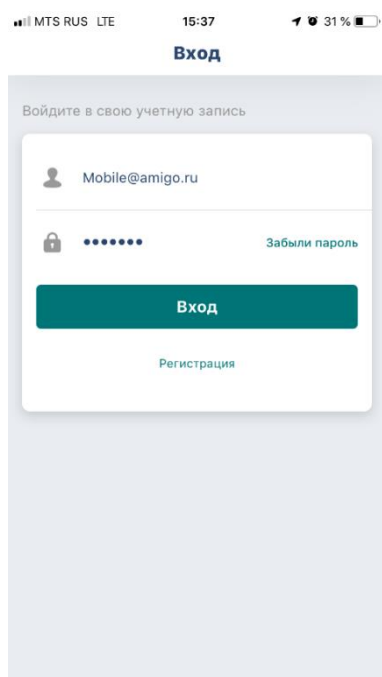 MTS RUS LTE 15:37 31 %
Вход
Войдите в свою учетную запись
Mobile@amigo.ru
••••••• Забыли пароль
Вход
Регистрация